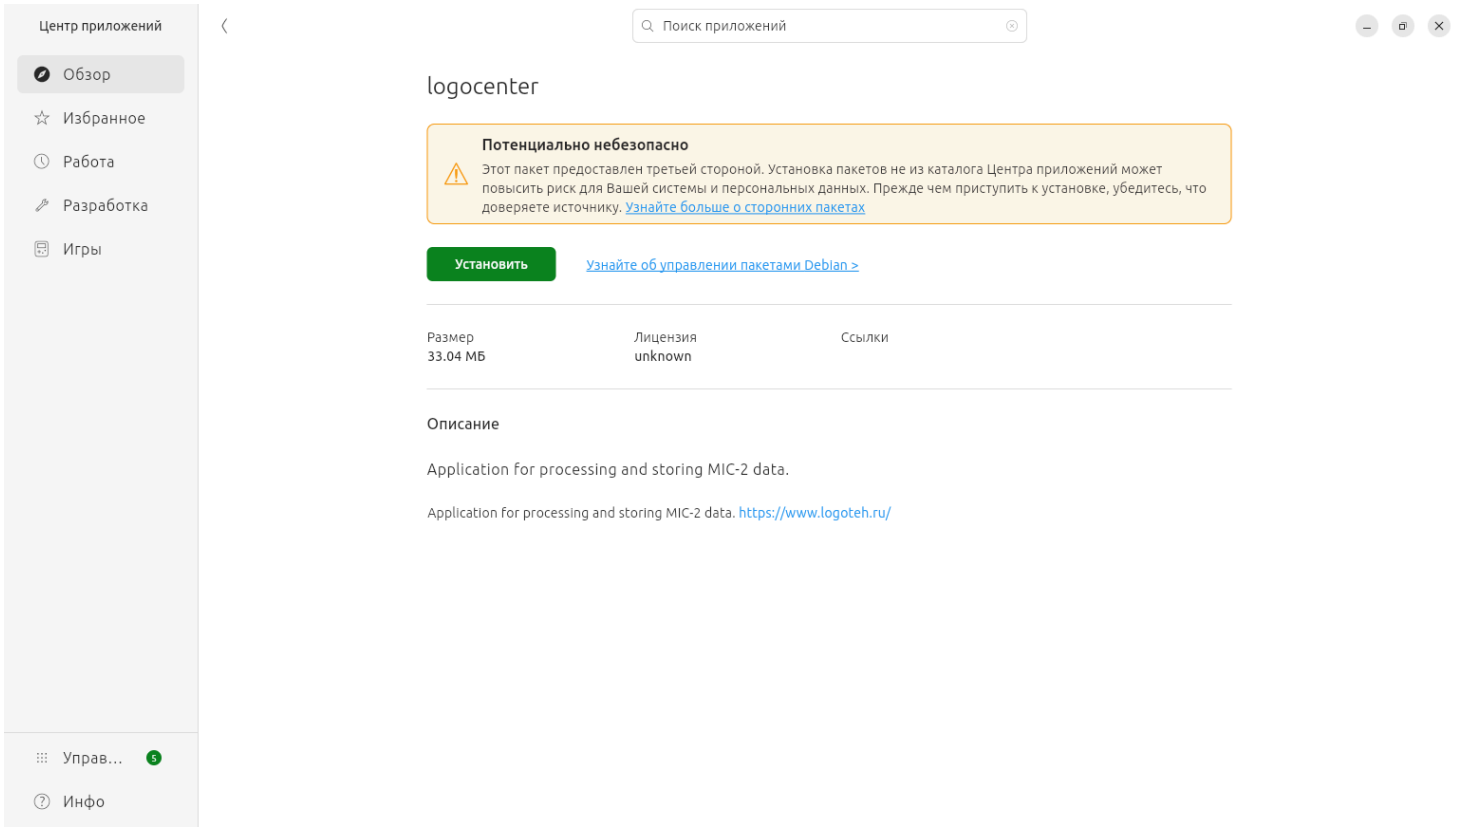 Центр приложений
Поиск приложений
Обзор
Избранное
Работа
Разработка
Игры
Управ...
5
Инфо
logocenter
Потенциально небезопасно
Этот пакет предоставлен третьей стороной. Установка пакетов не из каталога Центра приложений может
повысить риск для Вашей системы и персональных данных. Прежде чем приступить к установке, убедитесь, что
доверяете источнику. Узнайте больше о сторонних пакетах
Установить
Узнайте об управлении пакетами Debian >
Размер
33.04 МБ
Лицензия
unknown
Ссылки
Описание
Application for processing and storing MIC-2 data.
Application for processing and storing MIC-2 data. https://www.logoteh.ru/